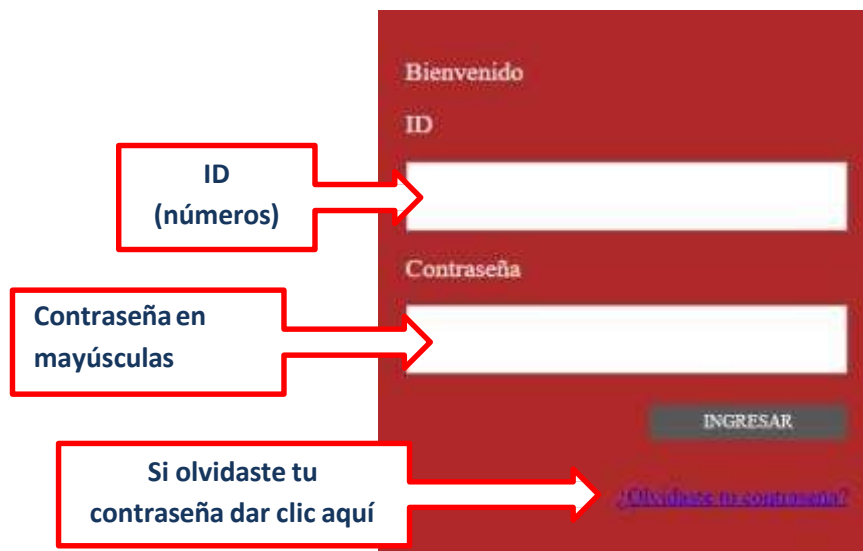 Bienvenido
ID
ID
(números)
Contraseña
Contraseña en
mayúsculas
INGRESAR
Si olvidaste tu
contraseña dar clic aquí
¿Olvidaste tu contraseña?